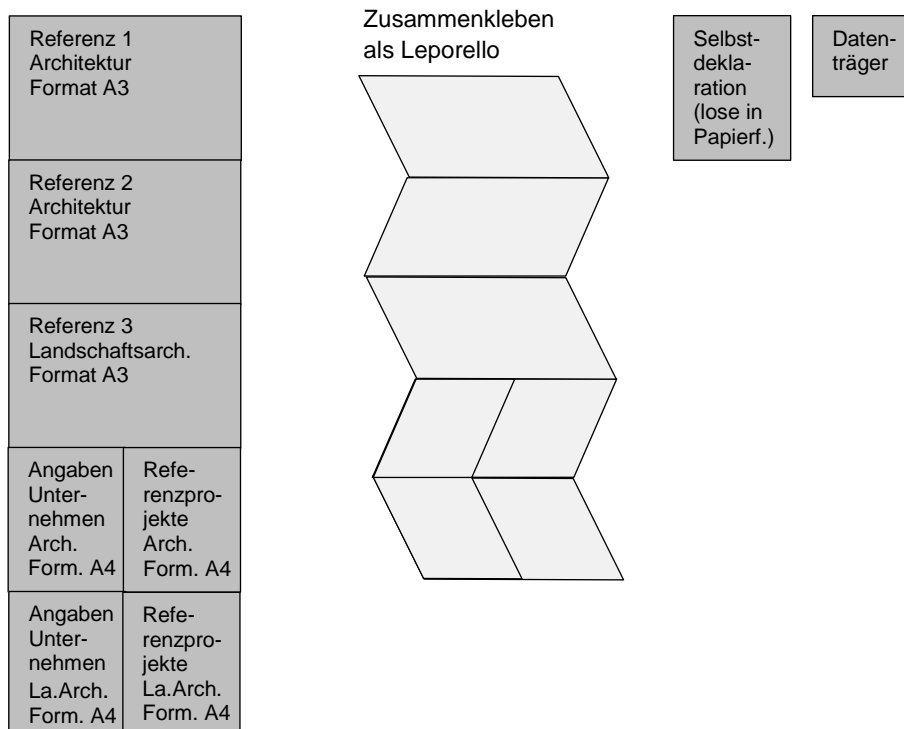 Referenz 1
Architektur
Format A3
Referenz 2
Architektur
Format A3
Referenz 3
Landschaftsarch.
Format A3
Angaben
Unter-
nehmen
Arch.
Form. A4
Refe-
renzpro-
jekte
Arch.
Form. A4
Angaben
Unter-
nehmen
La.Arch.
Form. A4
Refe-
renzpro-
jekte
La.Arch.
Form. A4
Zusammenkleben
als Leporello
Selbst-
dekla-
ration
(lose in
Papierf.)
Daten-
träger